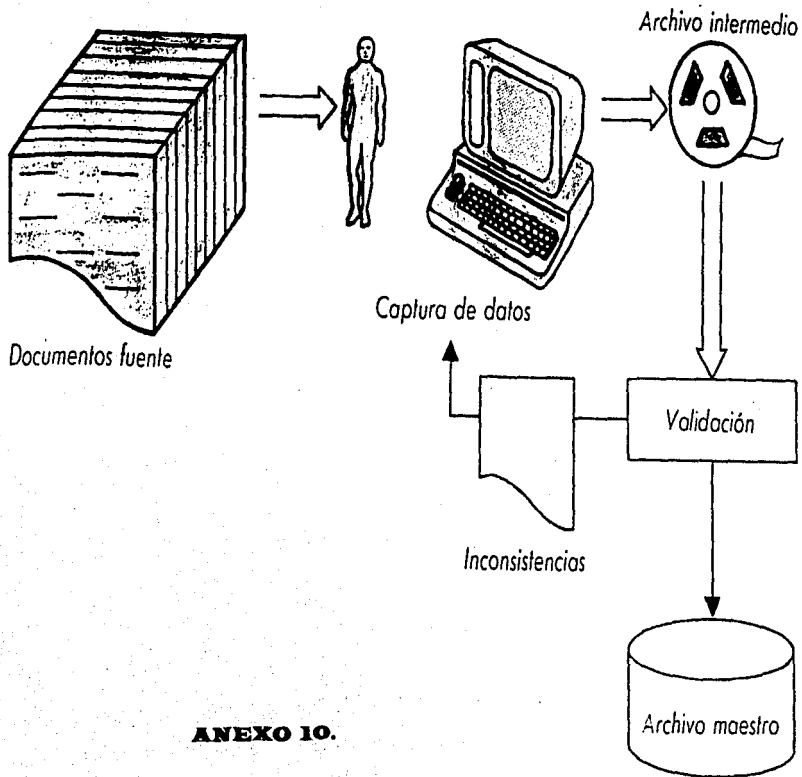 Archivo intermedio
Documentos fuente
Captura de datos
Validación
Inconsistencias
Archivo maestro
ANEXO 10.